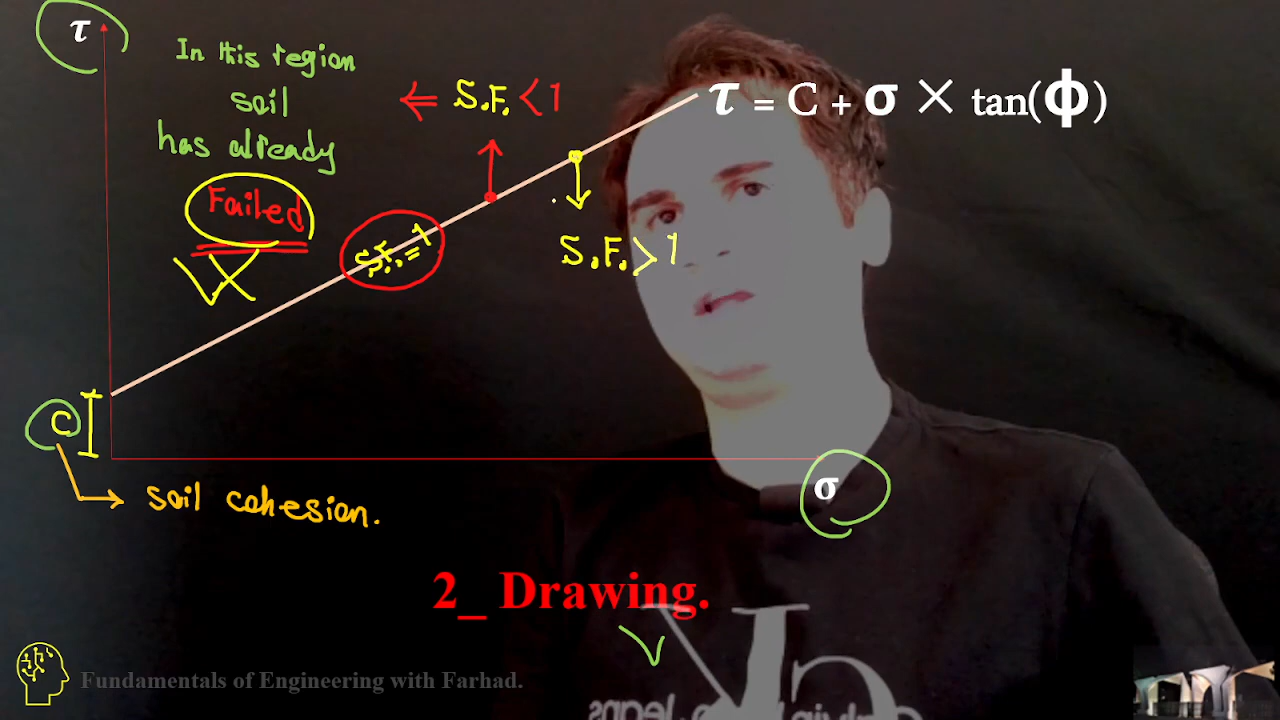 τ
In this region
soil
has already
Failed
⇐ S.F. < 1
τ = C + σ × tan(ϕ)
S.F. = 1
S.F. > 1
C
σ
soil cohesion.
2_ Drawing.
Fundamentals of Engineering with Farhad.